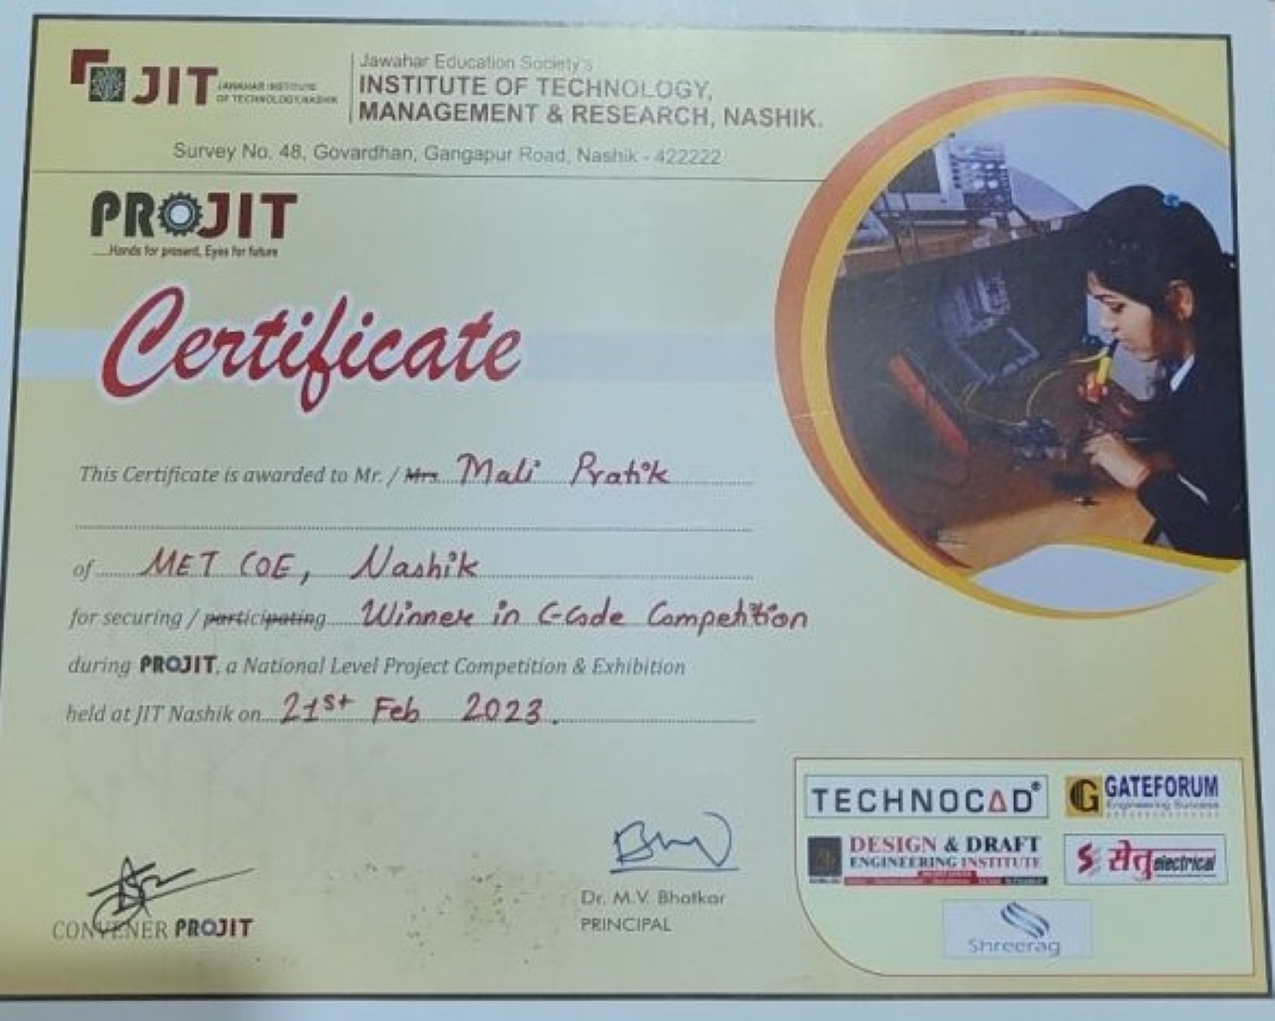 JIT JAWAHAR INSTITUTE
OF TECHNOLOGY, NASHIK
Jawahar Education Society's
INSTITUTE OF TECHNOLOGY,
MANAGEMENT & RESEARCH, NASHIK.
Survey No. 48, Govardhan, Gangapur Road, Nashik - 422222
PROJIT
.....Hands for present, Eyes for future
Certificate
This Certificate is awarded to Mr. / Mrs. Mali Pratik
of MET COE, Nashik
for securing / participating Winner in C-Code Competition
during PROJIT, a National Level Project Competition & Exhibition
held at JIT Nashik on 21st Feb 2023.
CONVENER PROJIT
Dr. M.V. Bhatkar
PRINCIPAL
TECHNOCAD®
GATEFORUM
Engineering Success
DESIGN & DRAFT
ENGINEERING INSTITUTE
सेतु electrical
Shreerag